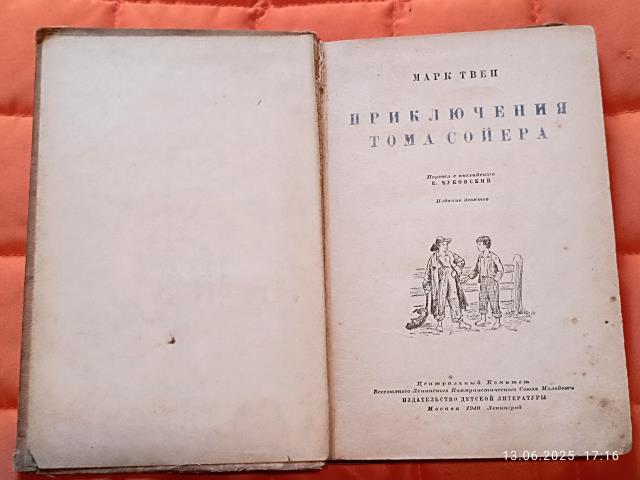 МАРК ТВЕН
ПРИКЛЮЧЕНИЯ
ТОМА СОЙЕРА
Перевел с английского
К. ЧУКОВСКИЙ
Издание десятое
Центральный Комитет
Всесоюзного Ленинского Коммунистического Союза Молодежи
ИЗДАТЕЛЬСТВО ДЕТСКОЙ ЛИТЕРАТУРЫ
Москва 1940 Ленинград
13.06.2025 17:16